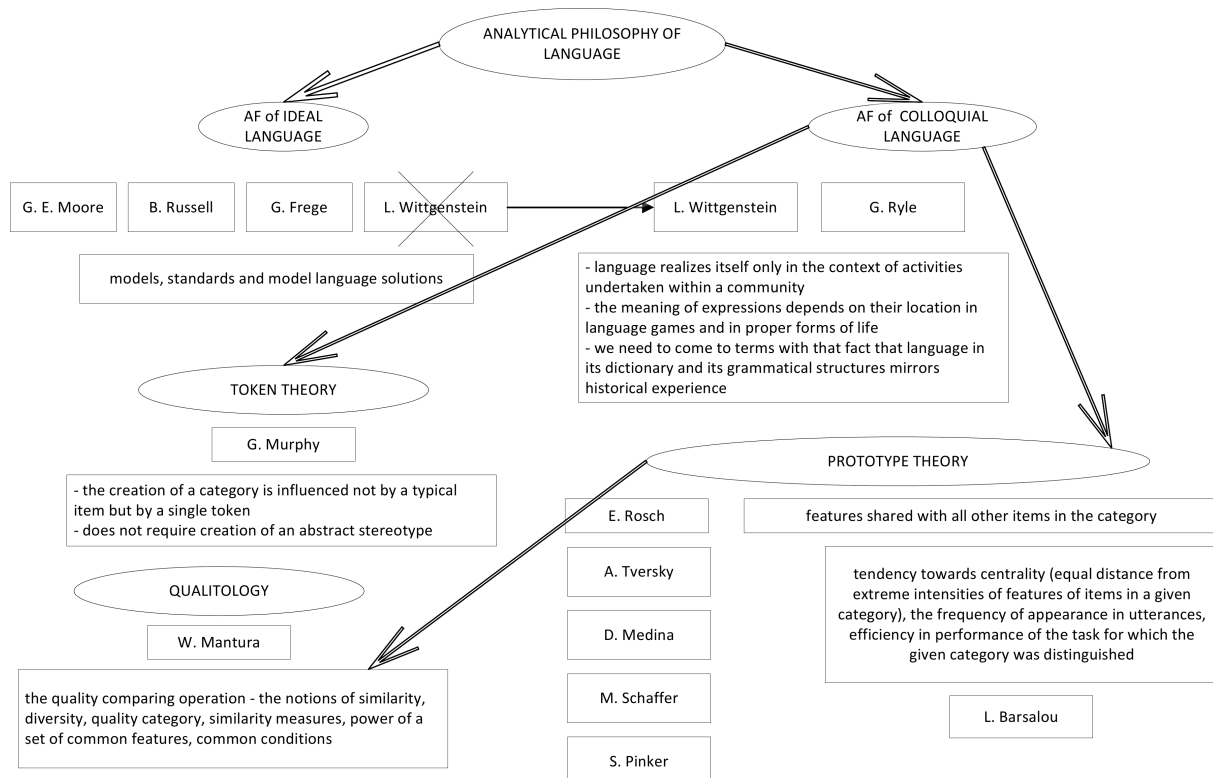 ANALYTICAL PHILOSOPHY OF
LANGUAGE
AF of IDEAL
LANGUAGE
AF of COLLOQUIAL
LANGUAGE
G. E. Moore
B. Russell
G. Frege
L. Wittgenstein
L. Wittgenstein
G. Ryle
models, standards and model language solutions
- language realizes itself only in the context of activities
undertaken within a community
- the meaning of expressions depends on their location in
language games and in proper forms of life
- we need to come to terms with that fact that language in
its dictionary and its grammatical structures mirrors
historical experience
TOKEN THEORY
G. Murphy
- the creation of a category is influenced not by a typical
item but by a single token
- does not require creation of an abstract stereotype
PROTOTYPE THEORY
E. Rosch
features shared with all other items in the category
A. Tversky
D. Medina
M. Schaffer
S. Pinker
tendency towards centrality (equal distance from
extreme intensities of features of items in a given
category), the frequency of appearance in utterances,
efficiency in performance of the task for which the
given category was distinguished
L. Barsalou
QUALITOLOGY
W. Mantura
the quality comparing operation - the notions of similarity,
diversity, quality category, similarity measures, power of a
set of common features, common conditions